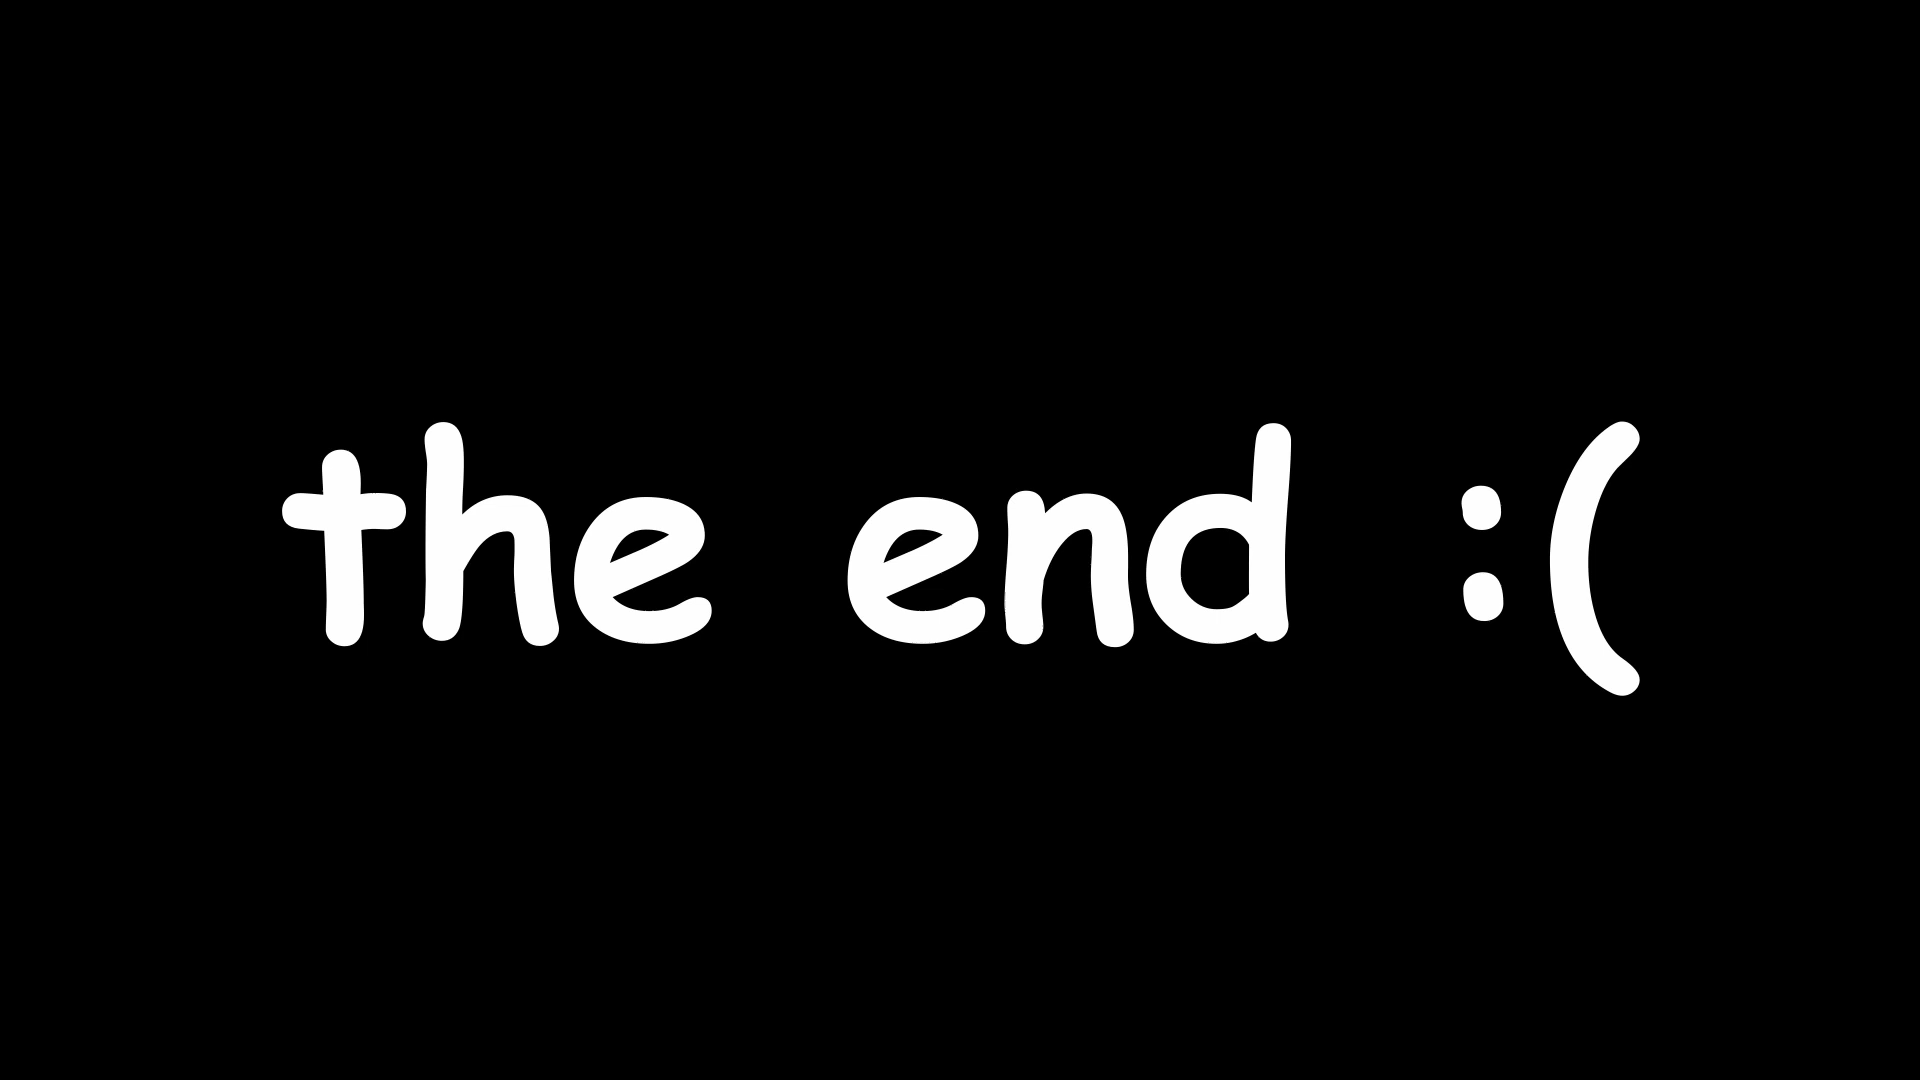 the end :(